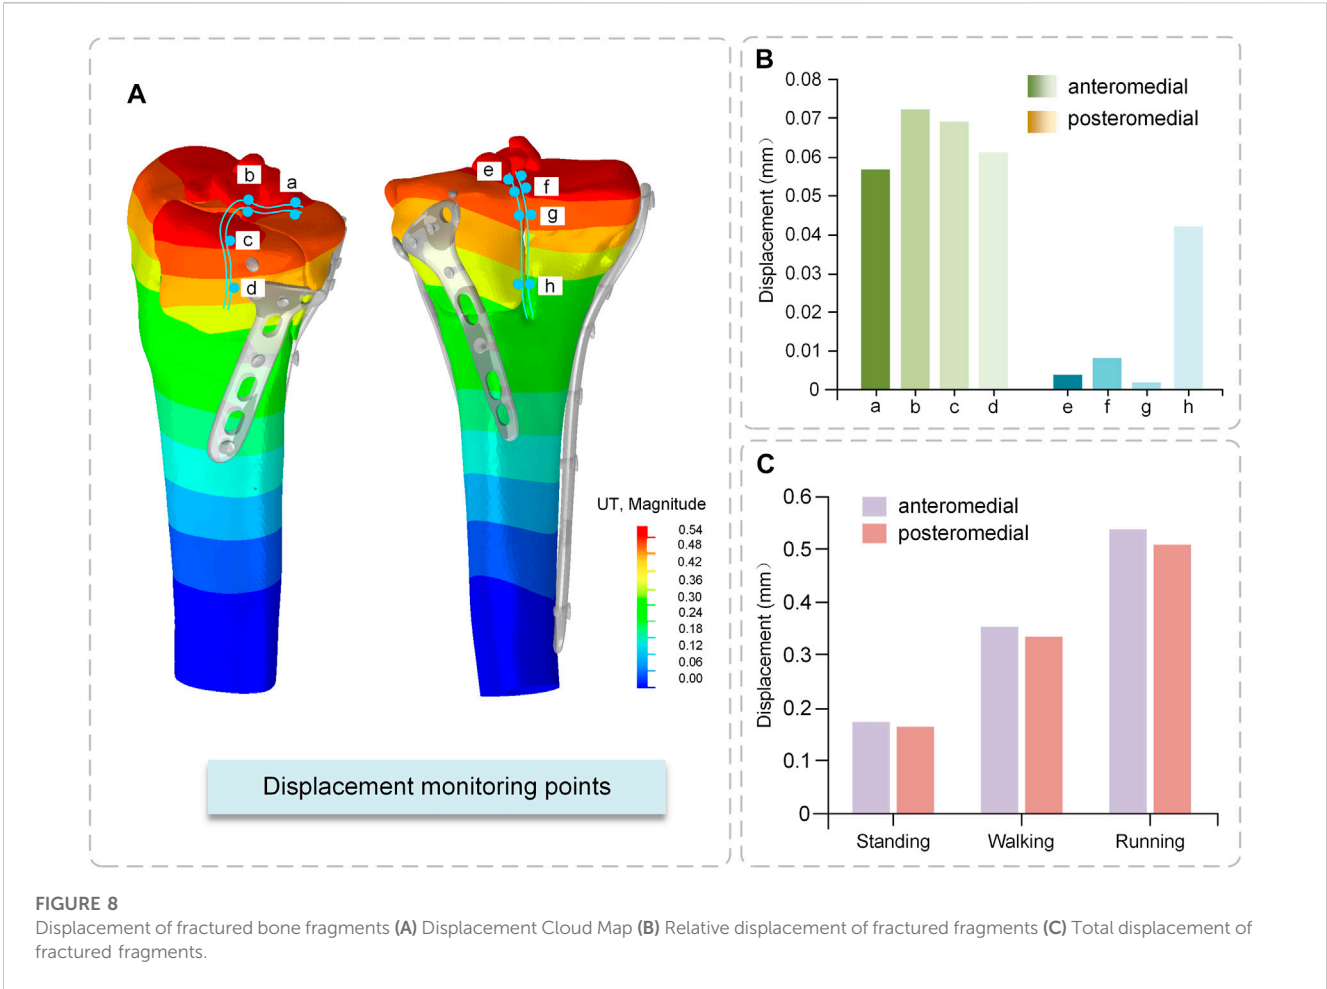 A
b
a
c
d
e
f
g
h
UT, Magnitude
0.54
0.48
0.42
0.36
0.30
0.24
0.18
0.12
0.06
0.00
Displacement monitoring points
B
0.08
0.07
0.06
0.05
0.04
0.03
0.02
0.01
0
Displacement (mm)
anteromedial
posteromedial
a b c d e f g h
C
0.6
0.5
0.4
0.3
0.2
0.1
0
Displacement (mm)
anteromedial
posteromedial
Standing Walking Running
FIGURE 8
Displacement of fractured bone fragments (A) Displacement Cloud Map (B) Relative displacement of fractured fragments (C) Total displacement of
fractured fragments.